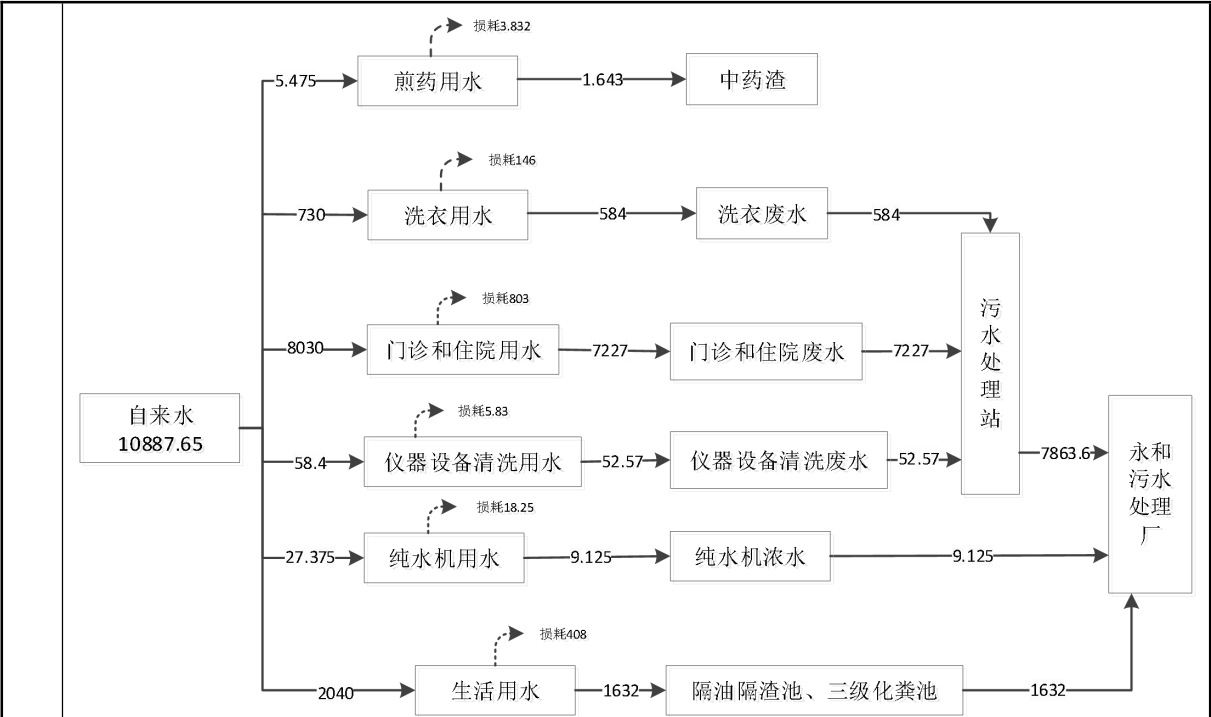 损耗3.832
5.475
煎药用水
1.643
中药渣
损耗146
730
洗衣用水
584
洗衣废水
584
污水处理站
损耗803
8030
门诊和住院用水
7227
门诊和住院废水
7227
自来水
10887.65
损耗5.83
58.4
仪器设备清洗用水
52.57
仪器设备清洗废水
52.57
7863.6
永和
污水
处理
厂
损耗18.25
27.375
纯水机用水
9.125
纯水机浓水
9.125
损耗408
2040
生活用水
1632
隔油隔渣池、三级化粪池
1632